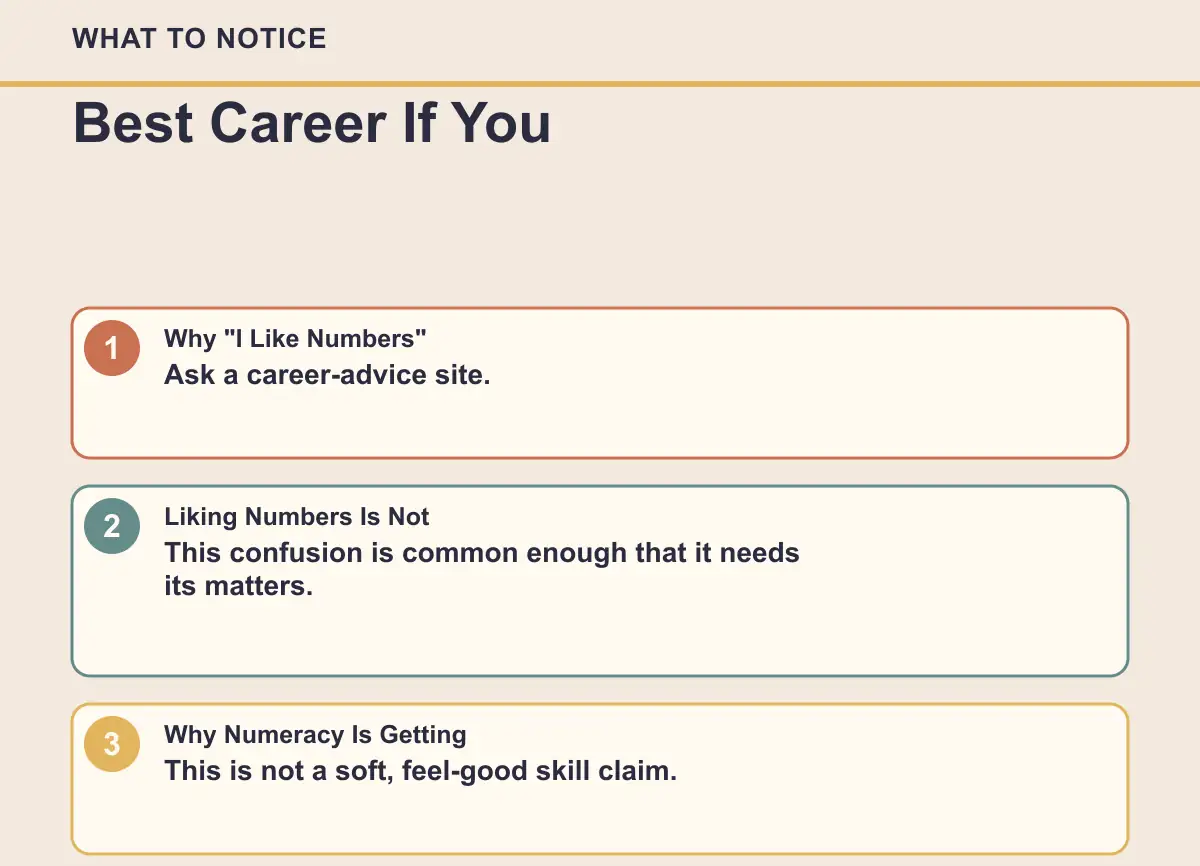 WHAT TO NOTICE
Best Career If You
1
Why "I Like Numbers"
Ask a career-advice site.
2
Liking Numbers Is Not
This confusion is common enough that it needs
its matters.
3
Why Numeracy Is Getting
This is not a soft, feel-good skill claim.